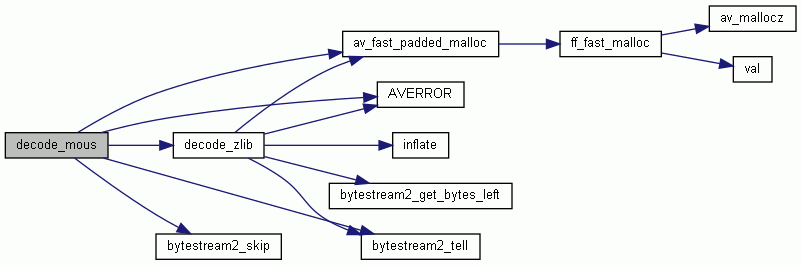 av_mallocz
av_fast_padded_malloc
ff_fast_malloc
val
AVERROR
decode_mous
decode_zlib
inflate
bytestream2_get_bytes_left
bytestream2_skip
bytestream2_tell